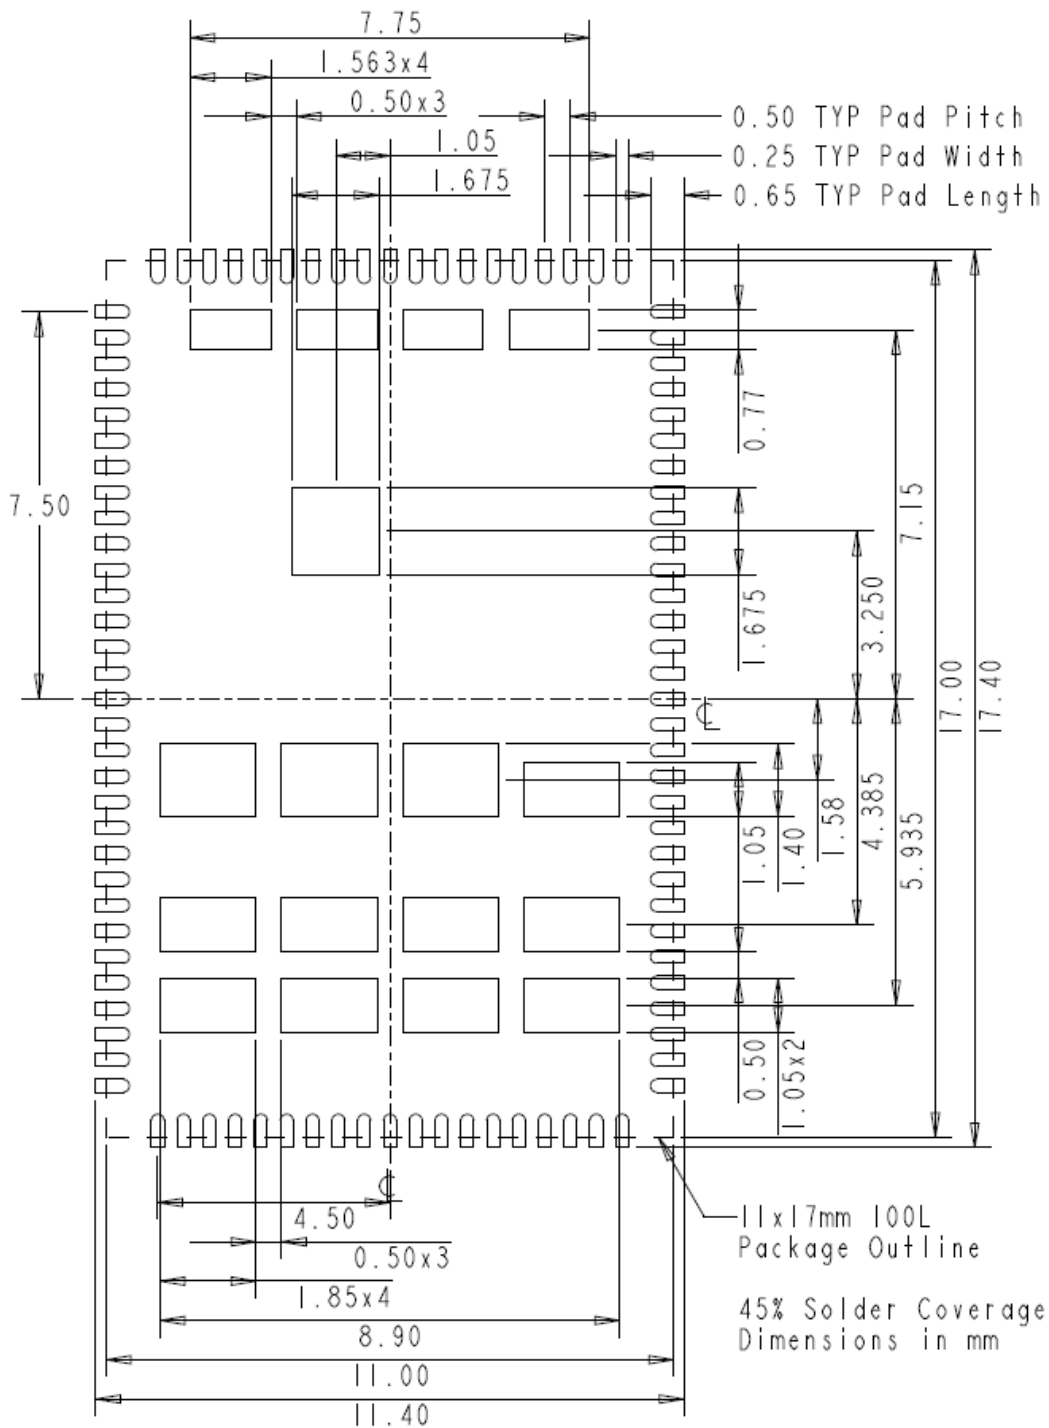 7.75
1.563x4
0.50x3
1.05
1.675
0.50 TYP Pad Pitch
0.25 TYP Pad Width
0.65 TYP Pad Length
0.77
7.50
7.15
1.675
3.250
17.00
17.40
1.05
1.40
1.58
4.385
5.935
0.50
1.05x2
4.50
0.50x3
1.85x4
8.90
11.00
11.40
11x17mm 100L
Package Outline
45% Solder Coverage
Dimensions in mm